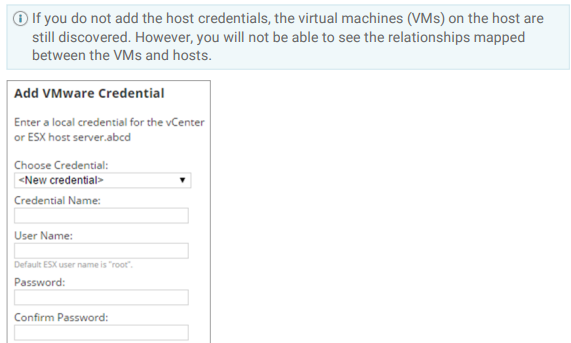 If you do not add the host credentials, the virtual machines (VMs) on the host are
still discovered. However, you will not be able to see the relationships mapped
between the VMs and hosts.
Add VMware Credential
Enter a local credential for the vCenter
or ESX host server.abcd
Choose Credential:
<New credential>
Credential Name:
User Name:
Default ESX user name is "root".
Password:
Confirm Password: